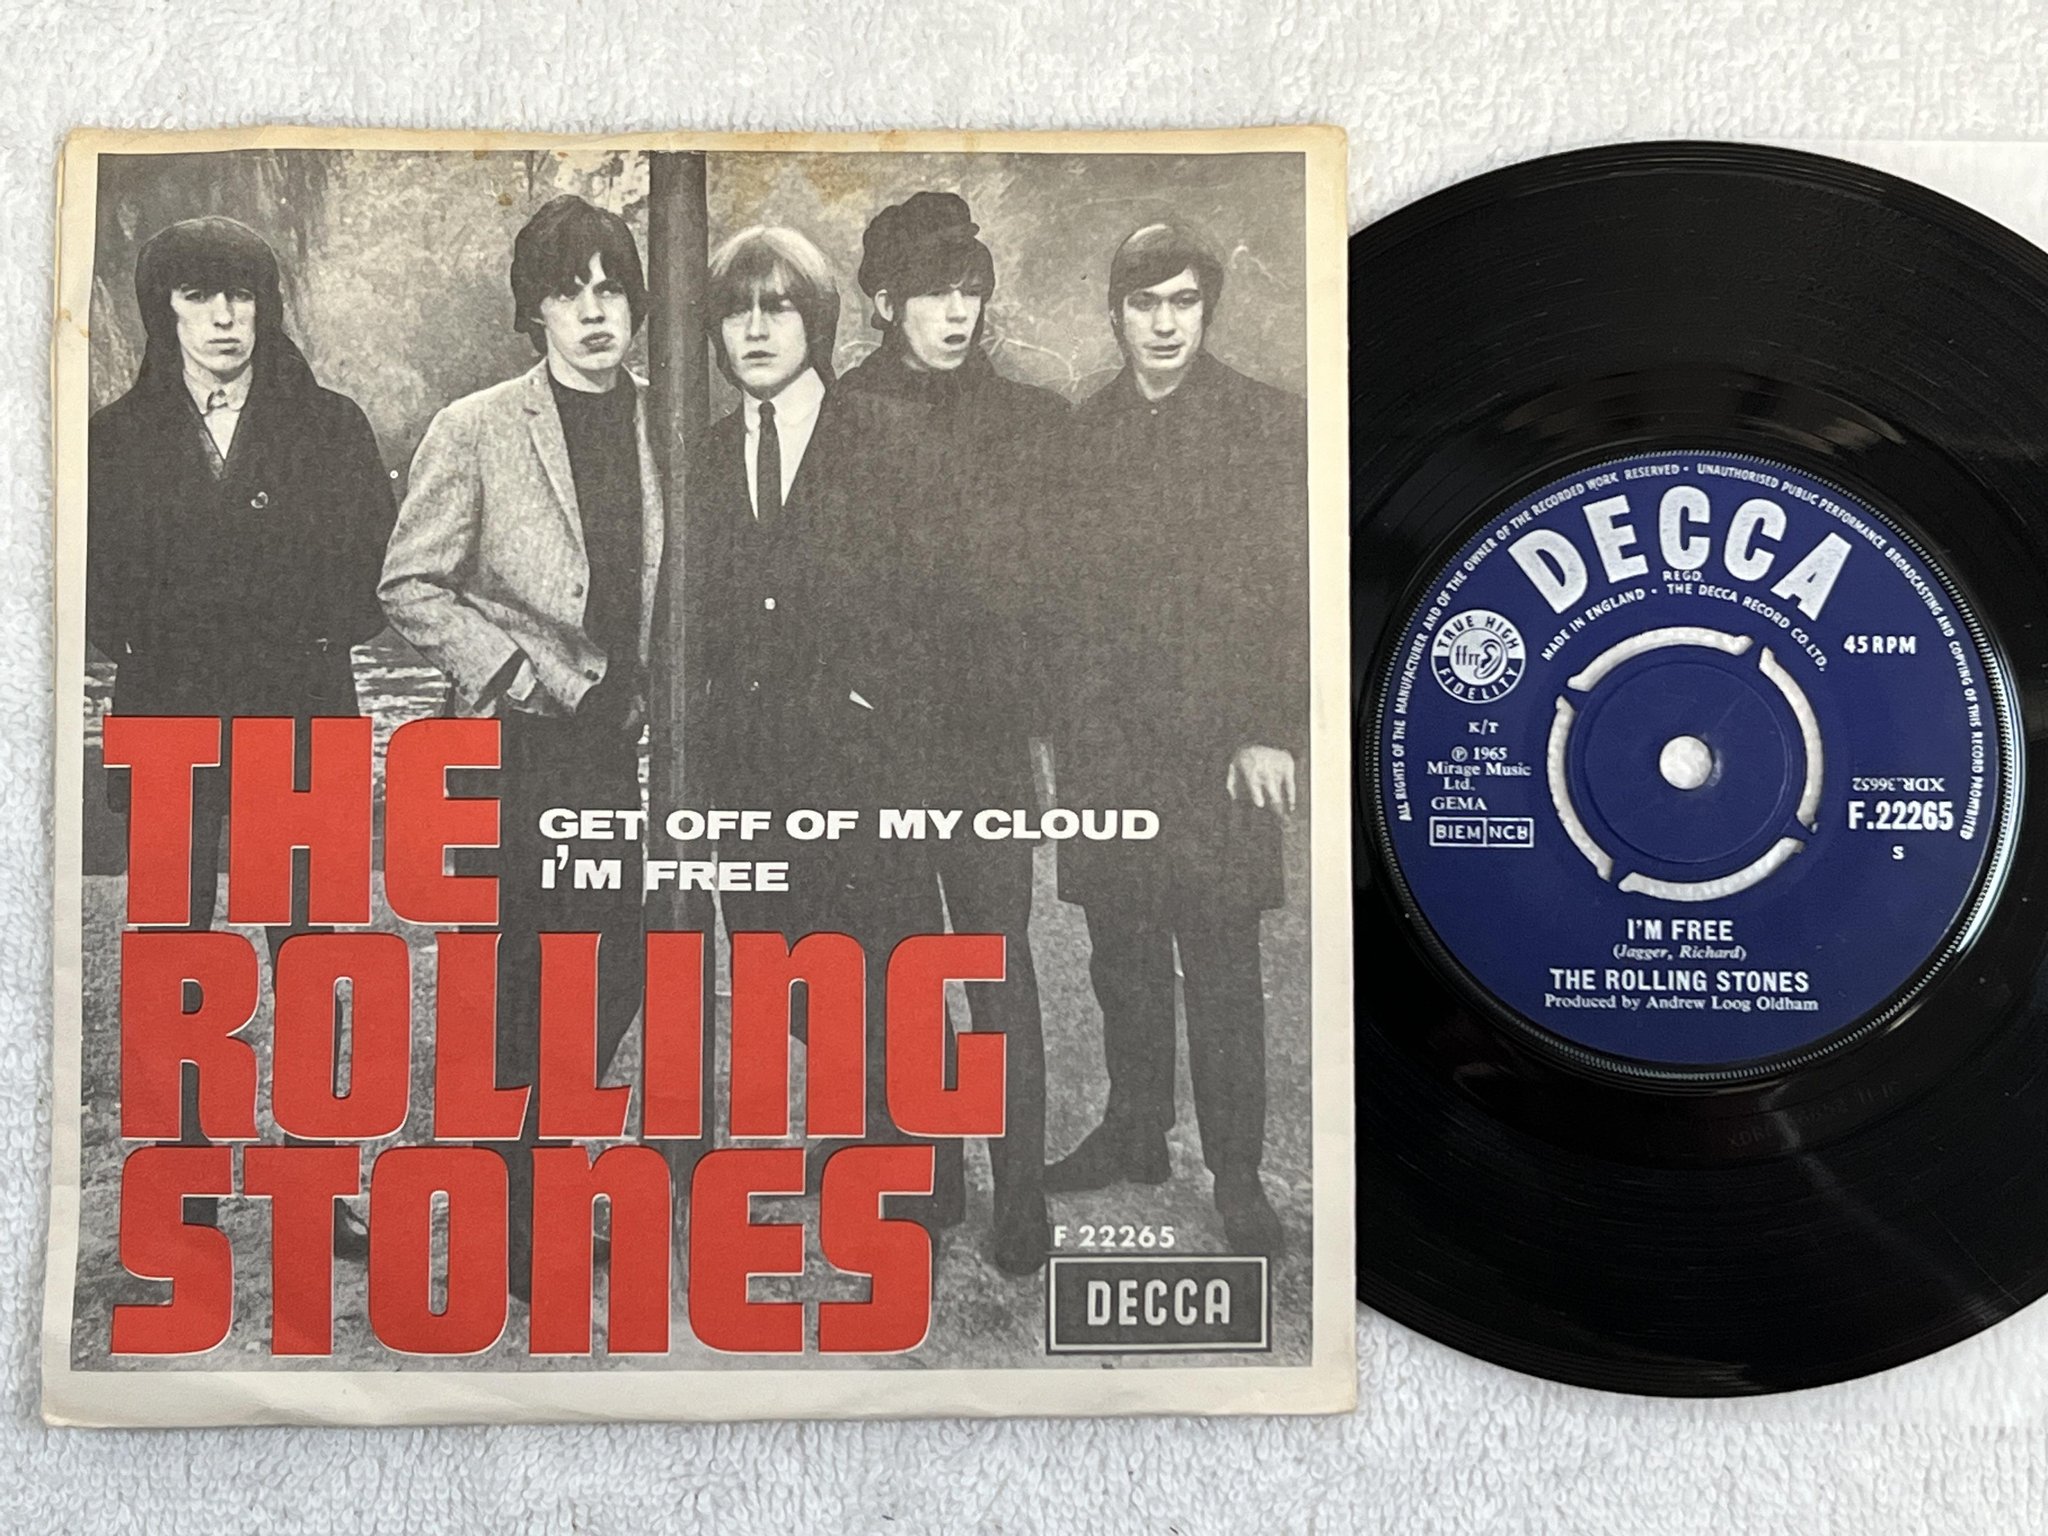 GET OFF OF MY CLOUD
I'M FREE
THE
ROLLING
STONES
F 22265
DECCA
ALL RIGHTS OF THE MANUFACTURER AND OF THE OWNER OF THE RECORDED WORK RESERVED · UNAUTHORISED PUBLIC PERFORMANCE BROADCASTING AND COPYING OF THIS RECORD PROHIBITED
DECCA
REGD.
MADE IN ENGLAND · THE DECCA RECORD CO. LTD.
TRUE HIGH
ffrr
FIDELITY
45 RPM
K/T
Ⓟ 1965
Mirage Music
Ltd.
GEMA
BIEM NCB
XDR.36652
F.22265
S
I'M FREE
(Jagger, Richard)
THE ROLLING STONES
Produced by Andrew Loog Oldham